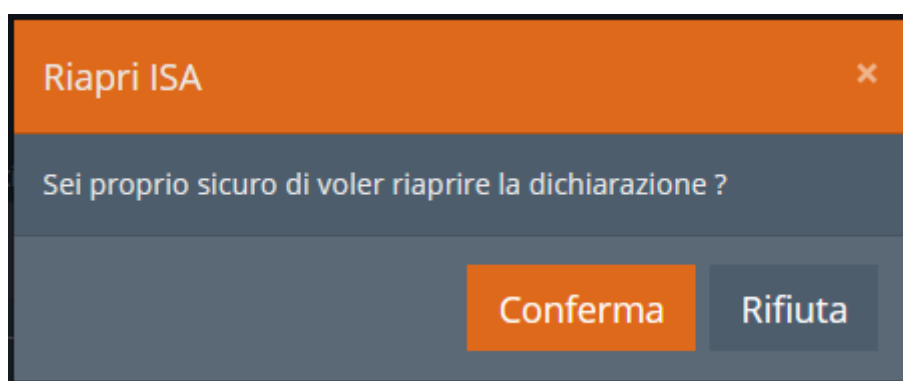 Riapri ISA ×
Sei proprio sicuro di voler riaprire la dichiarazione ?
Conferma Rifiuta